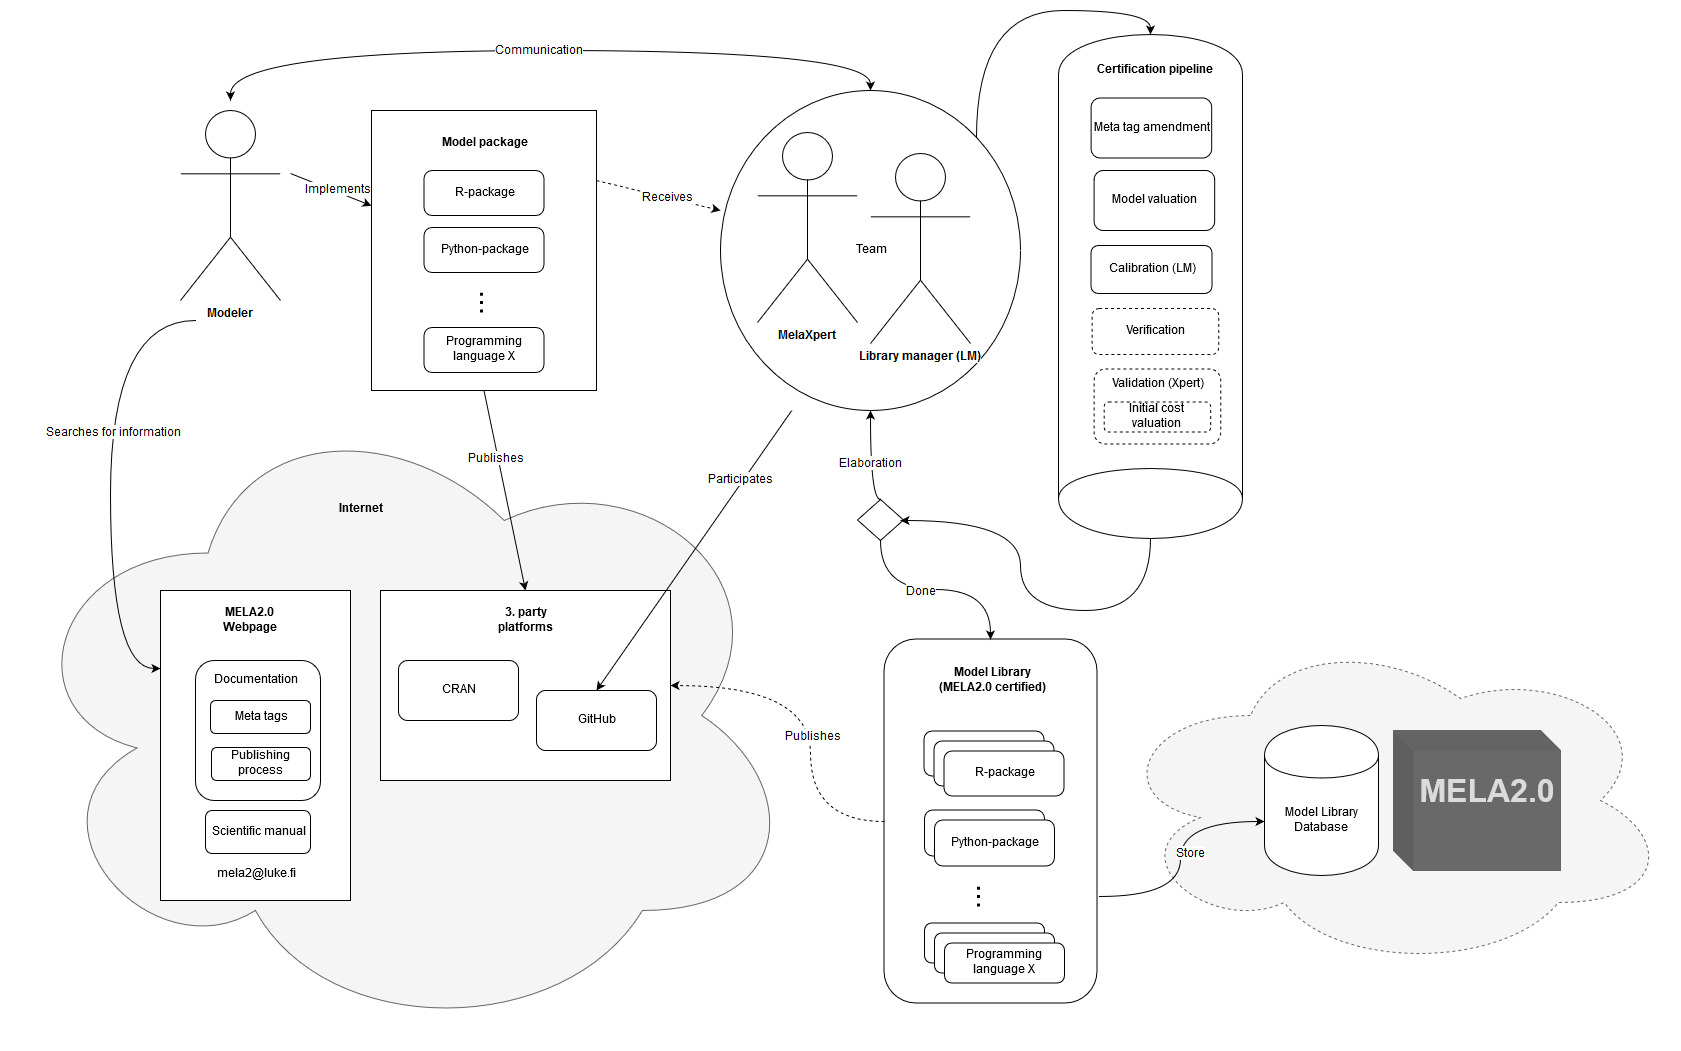 Communication
Certification pipeline
Meta tag amendment
Model valuation
Calibration (LM)
Verification
Validation (Xpert)
Initial cost
valuation
Model package
R-package
Python-package
Programming
language X
Implements
Receives
Team
Modeler
MelaXpert
Library manager (LM)
Searches for information
Publishes
Participates
Elaboration
Internet
Done
MELA2.0
Webpage
Documentation
Meta tags
Publishing
process
Scientific manual
mela2@luke.fi
3. party
platforms
CRAN
GitHub
Publishes
Model Library
(MELA2.0 certified)
R-package
Python-package
Programming
language X
Store
Model Library
Database
MELA2.0